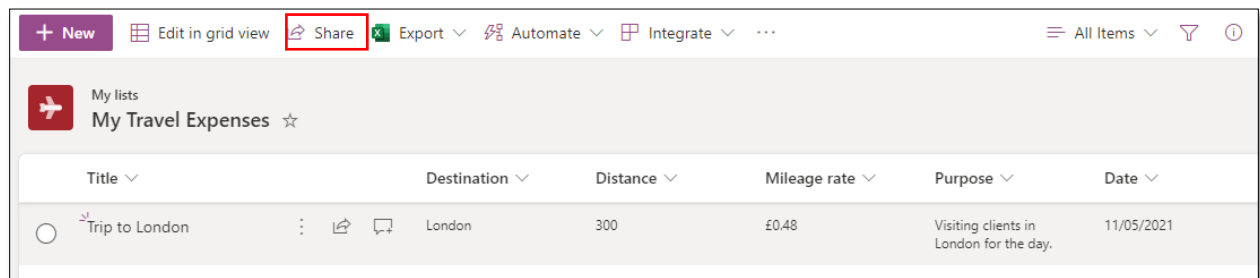 + New Edit in grid view Share Export Automate Integrate ··· All Items
My lists
My Travel Expenses
Title Destination Distance Mileage rate Purpose Date
Trip to London London 300 £0.48 Visiting clients in 11/05/2021
London for the day.